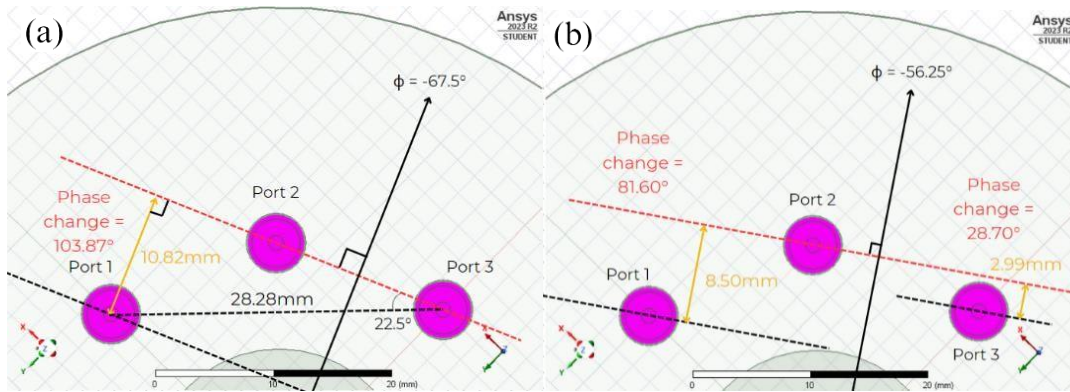 (a)
Ansys
2023 R2
STUDENT
ϕ = -67.5°
Phase
change =
103.87°
Port 2
Port 1
10.82mm
Port 3
28.28mm
22.5°
X
Z
Y
Z
Y
0
10
20 (mm)
(b)
Ansys
2023 R2
STUDENT
ϕ = -56.25°
Phase
change =
81.60°
Port 2
Phase
change =
28.70°
Port 1
8.50mm
2.99mm
Port 3
X
Z
Y
X
Z
Y
0
10
20 (mm)